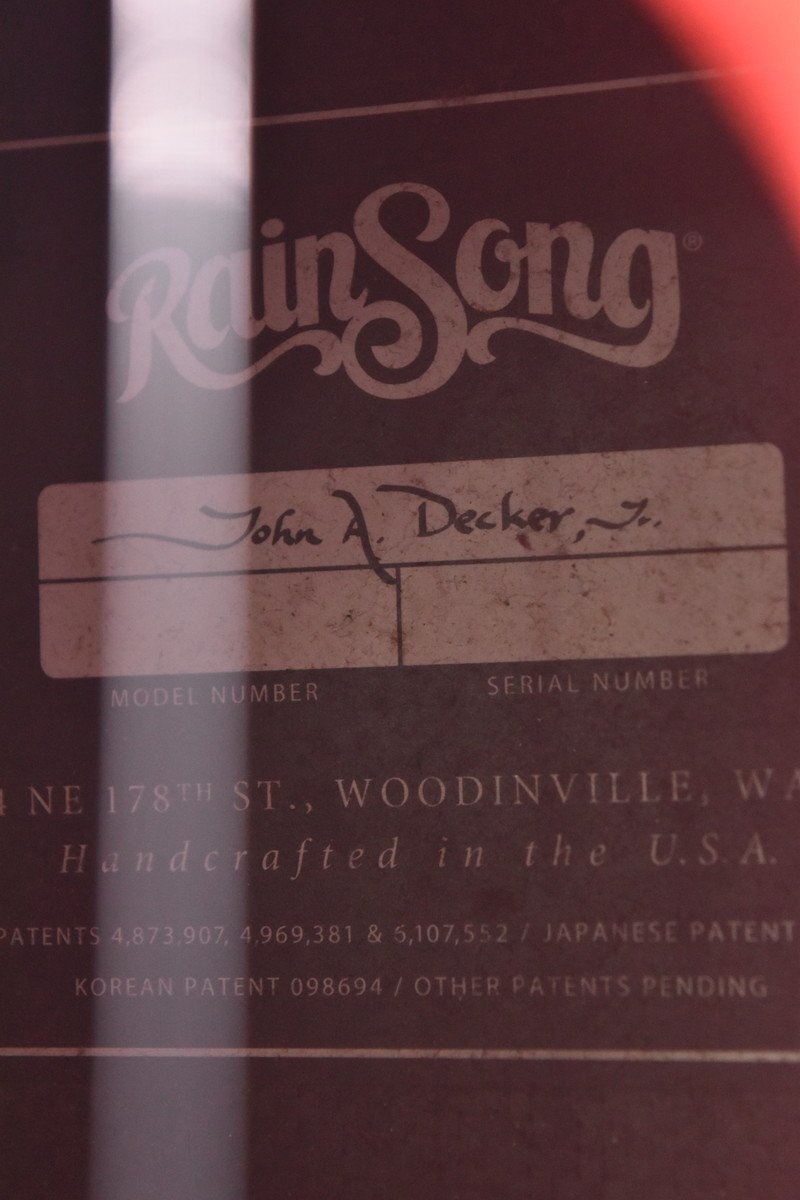 RainSong®
John A. Decker, Jr.
MODEL NUMBER SERIAL NUMBER
4 NE 178TH ST., WOODINVILLE, WA
Handcrafted in the U.S.A.
PATENTS 4,873,907, 4,969,381 & 6,107,552 / JAPANESE PATENT
KOREAN PATENT 098694 / OTHER PATENTS PENDING